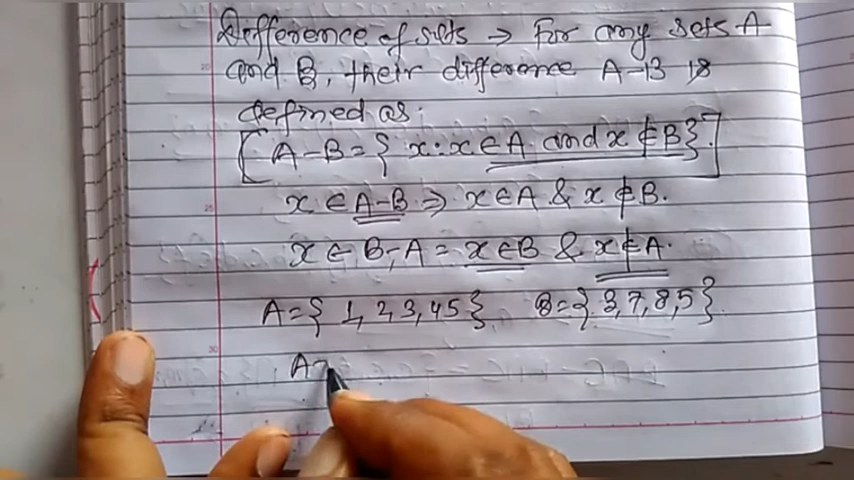 Difference of sets → For any sets A
and B, their difference A-B is
defined as:
[A-B={ x:x∈A and x∉B}]
x∈A-B ⇒ x∈A & x∉B.
x∈B-A = x∈B & x∉A.
A={1,2,3,4 5} B={3,7,8,5}
A-